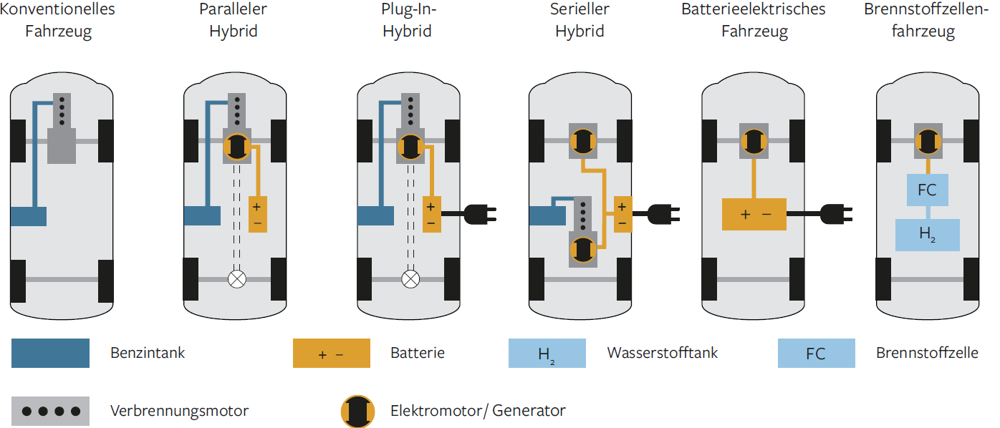 Konventionelles
Fahrzeug
Paralleler
Hybrid
Plug-In-
Hybrid
Serieller
Hybrid
Batterieelektrisches
Fahrzeug
Brennstoffzellen-
fahrzeug
+
−
+
−
+
−
+ −
FC
H₂
Benzintank
+ −
Batterie
H₂
Wasserstofftank
FC
Brennstoffzelle
Verbrennungsmotor
Elektromotor/ Generator